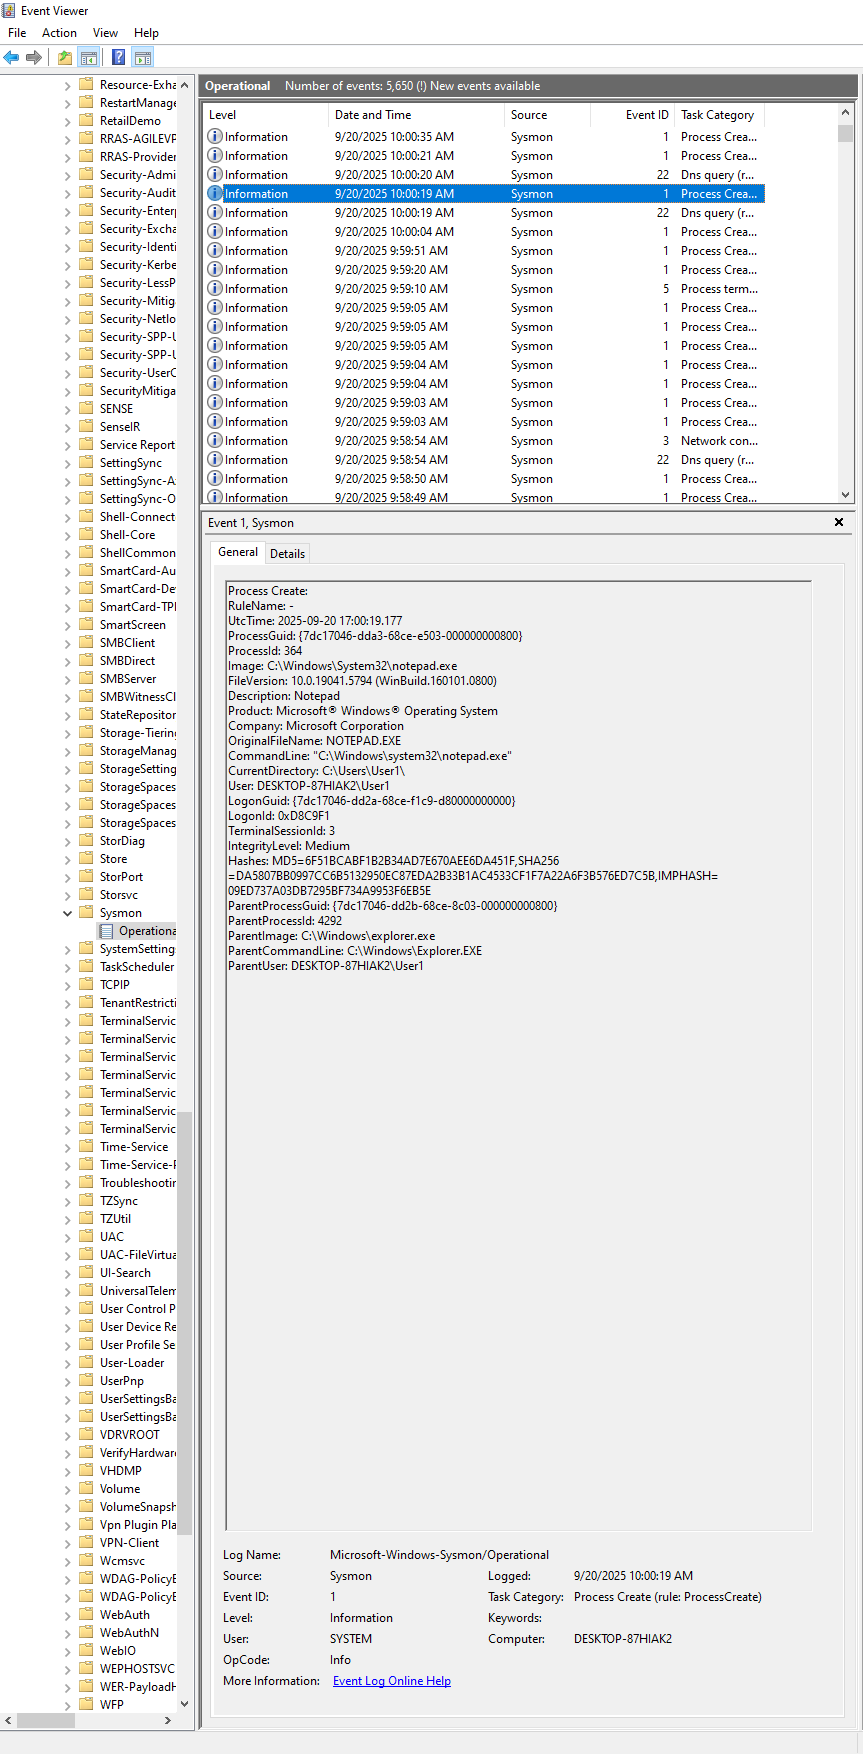 Event Viewer
File Action View Help
Resource-Exha
RestartManage
RetailDemo
RRAS-AGILEVP
RRAS-Provider
Security-Admi
Security-Audit
Security-Enterp
Security-Excha
Security-Identi
Security-Kerbe
Security-LessP
Security-Mitig
Security-Netlo
Security-SPP-U
Security-SPP-U
Security-UserC
SecurityMitiga
SENSE
SenseIR
Service Report
SettingSync
SettingSync-A
SettingSync-O
Shell-Connect
Shell-Core
ShellCommon
SmartCard-Au
SmartCard-De
SmartCard-TPI
SmartScreen
SMBClient
SMBDirect
SMBServer
SMBWitnessCl
StateRepositor
Storage-Tiering
StorageManag
StorageSetting
StorageSpaces
StorageSpaces
StorageSpaces
StorDiag
Store
StorPort
Storsvc
Sysmon
Operationa
SystemSetting
TaskScheduler
TCPIP
TenantRestricti
TerminalServic
TerminalServic
TerminalServic
TerminalServic
TerminalServic
TerminalServic
TerminalServic
Time-Service
Time-Service-P
Troubleshootin
TZSync
TZUtil
UAC
UAC-FileVirtua
UI-Search
UniversalTelem
User Control P
User Device Re
User Profile Se
User-Loader
UserPnp
UserSettingsBa
UserSettingsBa
VDRVROOT
VerifyHardware
VHDMP
Volume
VolumeSnapsh
Vpn Plugin Pla
VPN-Client
Wcmsvc
WDAG-PolicyE
WDAG-PolicyE
WebAuth
WebAuthN
WebIO
WEPHOSTSVC
WER-PayloadH
WFP
Operational Number of events: 5,650 (!) New events available
Level Date and Time Source Event ID Task Category
Information 9/20/2025 10:00:35 AM Sysmon 1 Process Crea...
Information 9/20/2025 10:00:21 AM Sysmon 1 Process Crea...
Information 9/20/2025 10:00:20 AM Sysmon 22 Dns query (r...
Information 9/20/2025 10:00:19 AM Sysmon 1 Process Crea...
Information 9/20/2025 10:00:19 AM Sysmon 22 Dns query (r...
Information 9/20/2025 10:00:04 AM Sysmon 1 Process Crea...
Information 9/20/2025 9:59:51 AM Sysmon 1 Process Crea...
Information 9/20/2025 9:59:20 AM Sysmon 1 Process Crea...
Information 9/20/2025 9:59:10 AM Sysmon 5 Process term...
Information 9/20/2025 9:59:05 AM Sysmon 1 Process Crea...
Information 9/20/2025 9:59:05 AM Sysmon 1 Process Crea...
Information 9/20/2025 9:59:05 AM Sysmon 1 Process Crea...
Information 9/20/2025 9:59:04 AM Sysmon 1 Process Crea...
Information 9/20/2025 9:59:04 AM Sysmon 1 Process Crea...
Information 9/20/2025 9:59:03 AM Sysmon 1 Process Crea...
Information 9/20/2025 9:59:03 AM Sysmon 1 Process Crea...
Information 9/20/2025 9:58:54 AM Sysmon 3 Network con...
Information 9/20/2025 9:58:54 AM Sysmon 22 Dns query (r...
Information 9/20/2025 9:58:50 AM Sysmon 1 Process Crea...
Information 9/20/2025 9:58:49 AM Sysmon 1 Process Crea...
Event 1, Sysmon
General Details
Process Create:
RuleName: -
UtcTime: 2025-09-20 17:00:19.177
ProcessGuid: {7dc17046-dda3-68ce-e503-000000000800}
ProcessId: 364
Image: C:\Windows\System32\notepad.exe
FileVersion: 10.0.19041.5794 (WinBuild.160101.0800)
Description: Notepad
Product: Microsoft® Windows® Operating System
Company: Microsoft Corporation
OriginalFileName: NOTEPAD.EXE
CommandLine: "C:\Windows\system32\notepad.exe"
CurrentDirectory: C:\Users\User1\
User: DESKTOP-87HIAK2\User1
LogonGuid: {7dc17046-dd2a-68ce-f1c9-d80000000000}
LogonId: 0xD8C9F1
TerminalSessionId: 3
IntegrityLevel: Medium
Hashes: MD5=6F51BCABF1B2B34AD7E670AEE6DA451F,SHA256
=DA5807BB0997CC6B5132950EC87EDA2B33B1AC4533CF1F7A22A6F3B576ED7C5B,IMPHASH=
09ED737A03DB7295BF734A9953F6EB5E
ParentProcessGuid: {7dc17046-dd2b-68ce-8c03-000000000800}
ParentProcessId: 4292
ParentImage: C:\Windows\explorer.exe
ParentCommandLine: C:\Windows\Explorer.EXE
ParentUser: DESKTOP-87HIAK2\User1
Log Name: Microsoft-Windows-Sysmon/Operational
Source: Sysmon Logged: 9/20/2025 10:00:19 AM
Event ID: 1 Task Category: Process Create (rule: ProcessCreate)
Level: Information Keywords:
User: SYSTEM Computer: DESKTOP-87HIAK2
OpCode: Info
More Information: Event Log Online Help